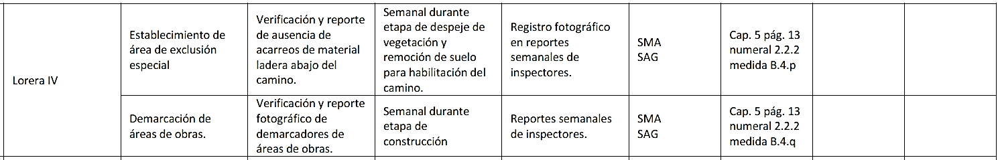 Lorera IV
Establecimiento de
área de exclusión
especial
Verificación y reporte
de ausencia de
acarreos de material
ladera abajo del
camino.
Semanal durante
etapa de despeje de
vegetación y
remoción de suelo
para habilitación del
camino.
Registro fotográfico
en reportes
semanales de
inspectores.
SMA
SAG
Cap. 5 pág. 13
numeral 2.2.2
medida B.4.p
Demarcación de
áreas de obras.
Verificación y reporte
fotográfico de
demarcadores de
áreas de obras.
Semanal durante
etapa de
construcción
Reportes semanales
de inspectores.
SMA
SAG
Cap. 5 pág. 13
numeral 2.2.2
medida B.4.q